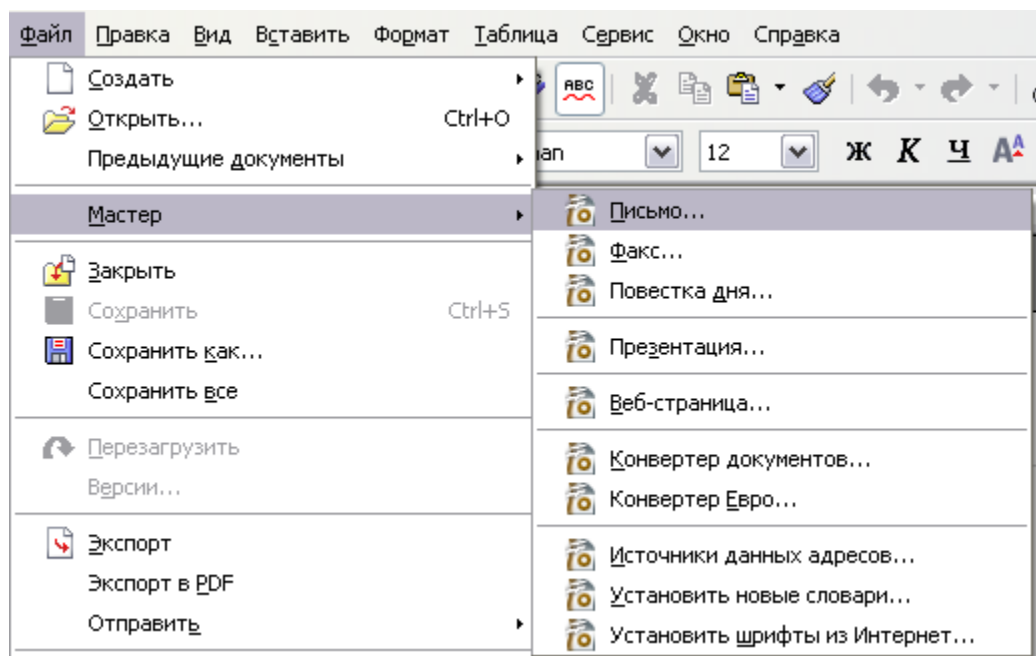 Файл Правка Вид Вставить Формат Таблица Сервис Окно Справка
Создать
ABC
Открыть... Ctrl+O
Предыдущие документы
12 Ж К Ч A A
Мастер
Письмо...
Факс...
Повестка дня...
Презентация...
Веб-страница...
Конвертер документов...
Конвертер Евро...
Источники данных адресов...
Установить новые словари...
Установить шрифты из Интернет...
Закрыть
Сохранить Ctrl+S
Сохранить как...
Сохранить все
Перезагрузить
Версии...
Экспорт
Экспорт в PDF
Отправить